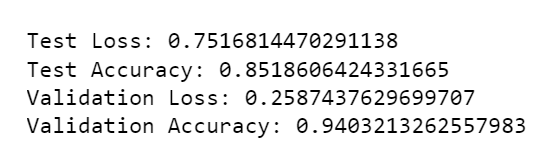 Test Loss: 0.7516814470291138
Test Accuracy: 0.8518606424331665
Validation Loss: 0.2587437629699707
Validation Accuracy: 0.9403213262557983